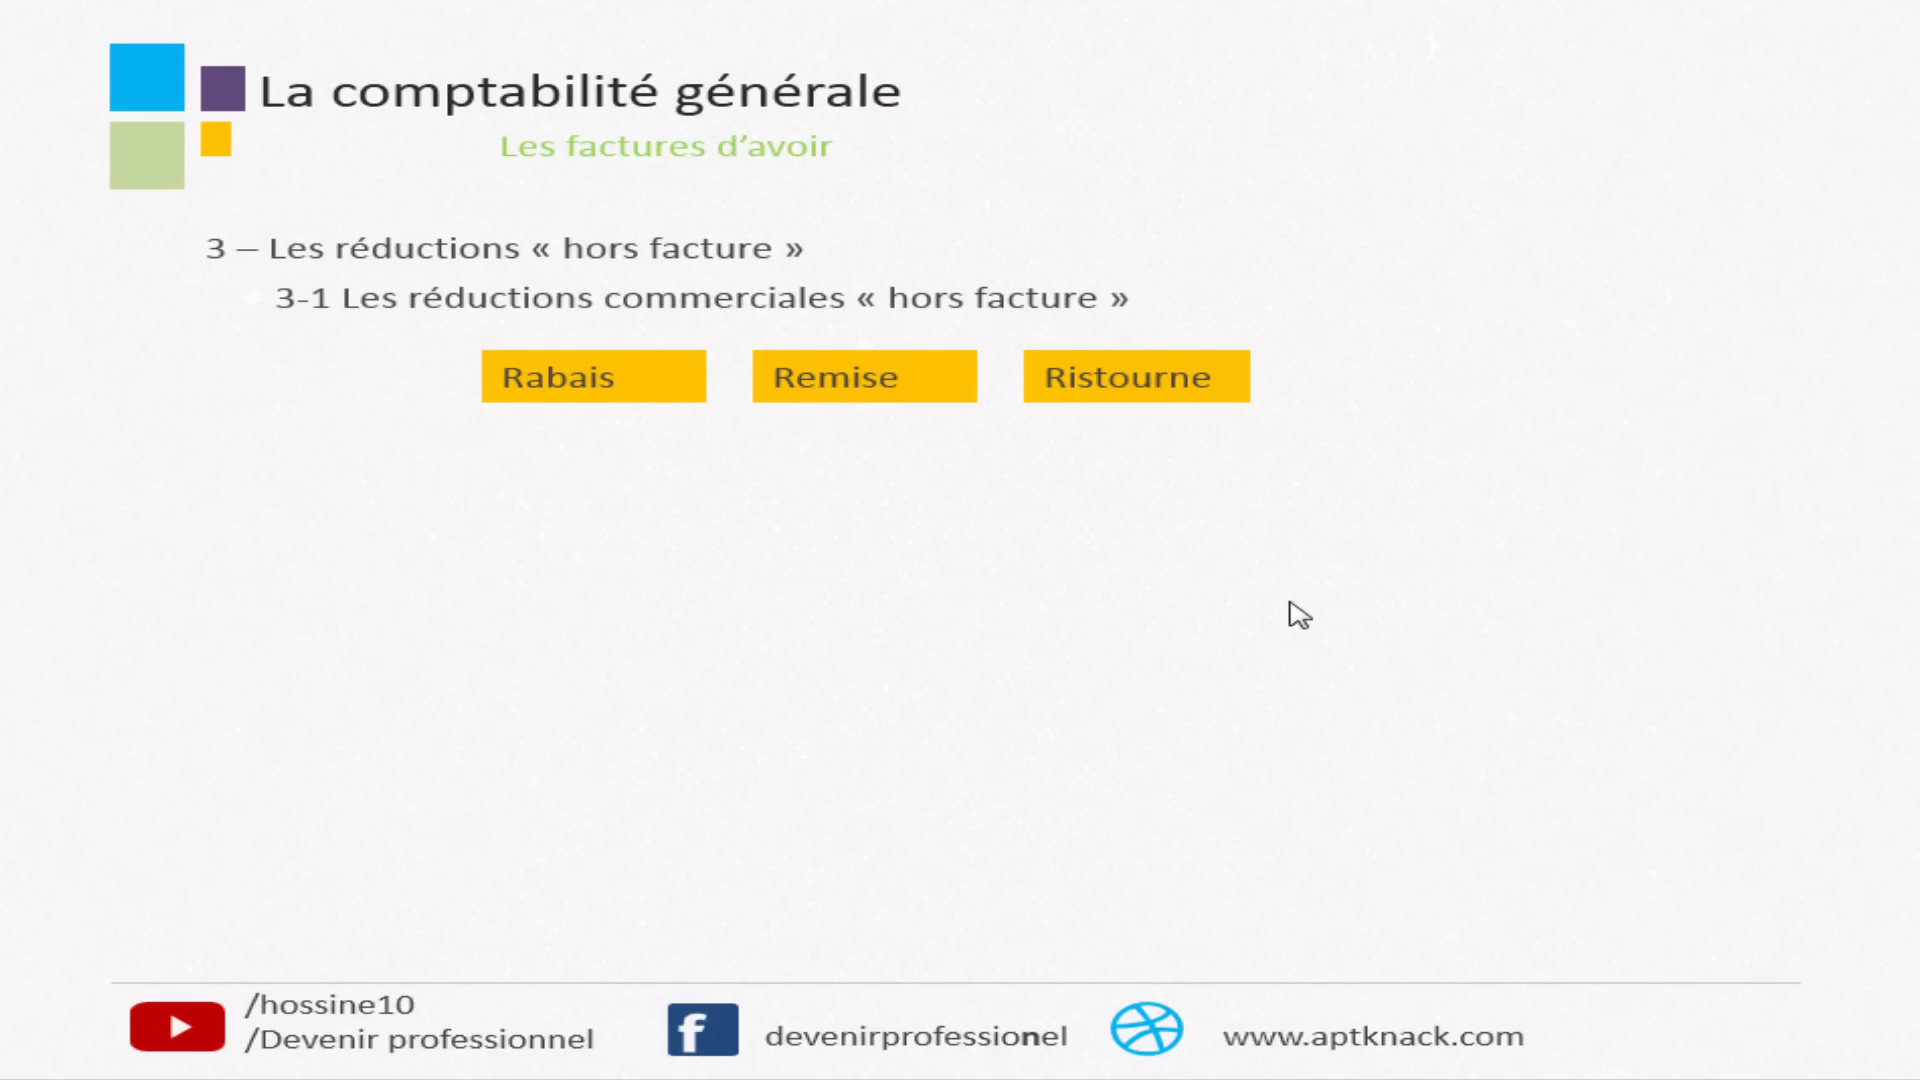 La comptabilité générale
Les factures d’avoir
3 – Les réductions « hors facture »
3-1 Les réductions commerciales « hors facture »
Rabais
Remise
Ristourne
/hossine10
/Devenir professionnel
devenirprofessionel
www.aptknack.com